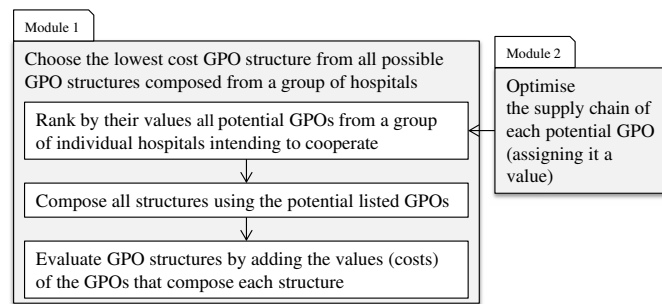 Module 1
Choose the lowest cost GPO structure from all possible
GPO structures composed from a group of hospitals
Rank by their values all potential GPOs from a group
of individual hospitals intending to cooperate
Compose all structures using the potential listed GPOs
Evaluate GPO structures by adding the values (costs)
of the GPOs that compose each structure
Module 2
Optimise
the supply chain of
each potential GPO
(assigning it a
value)